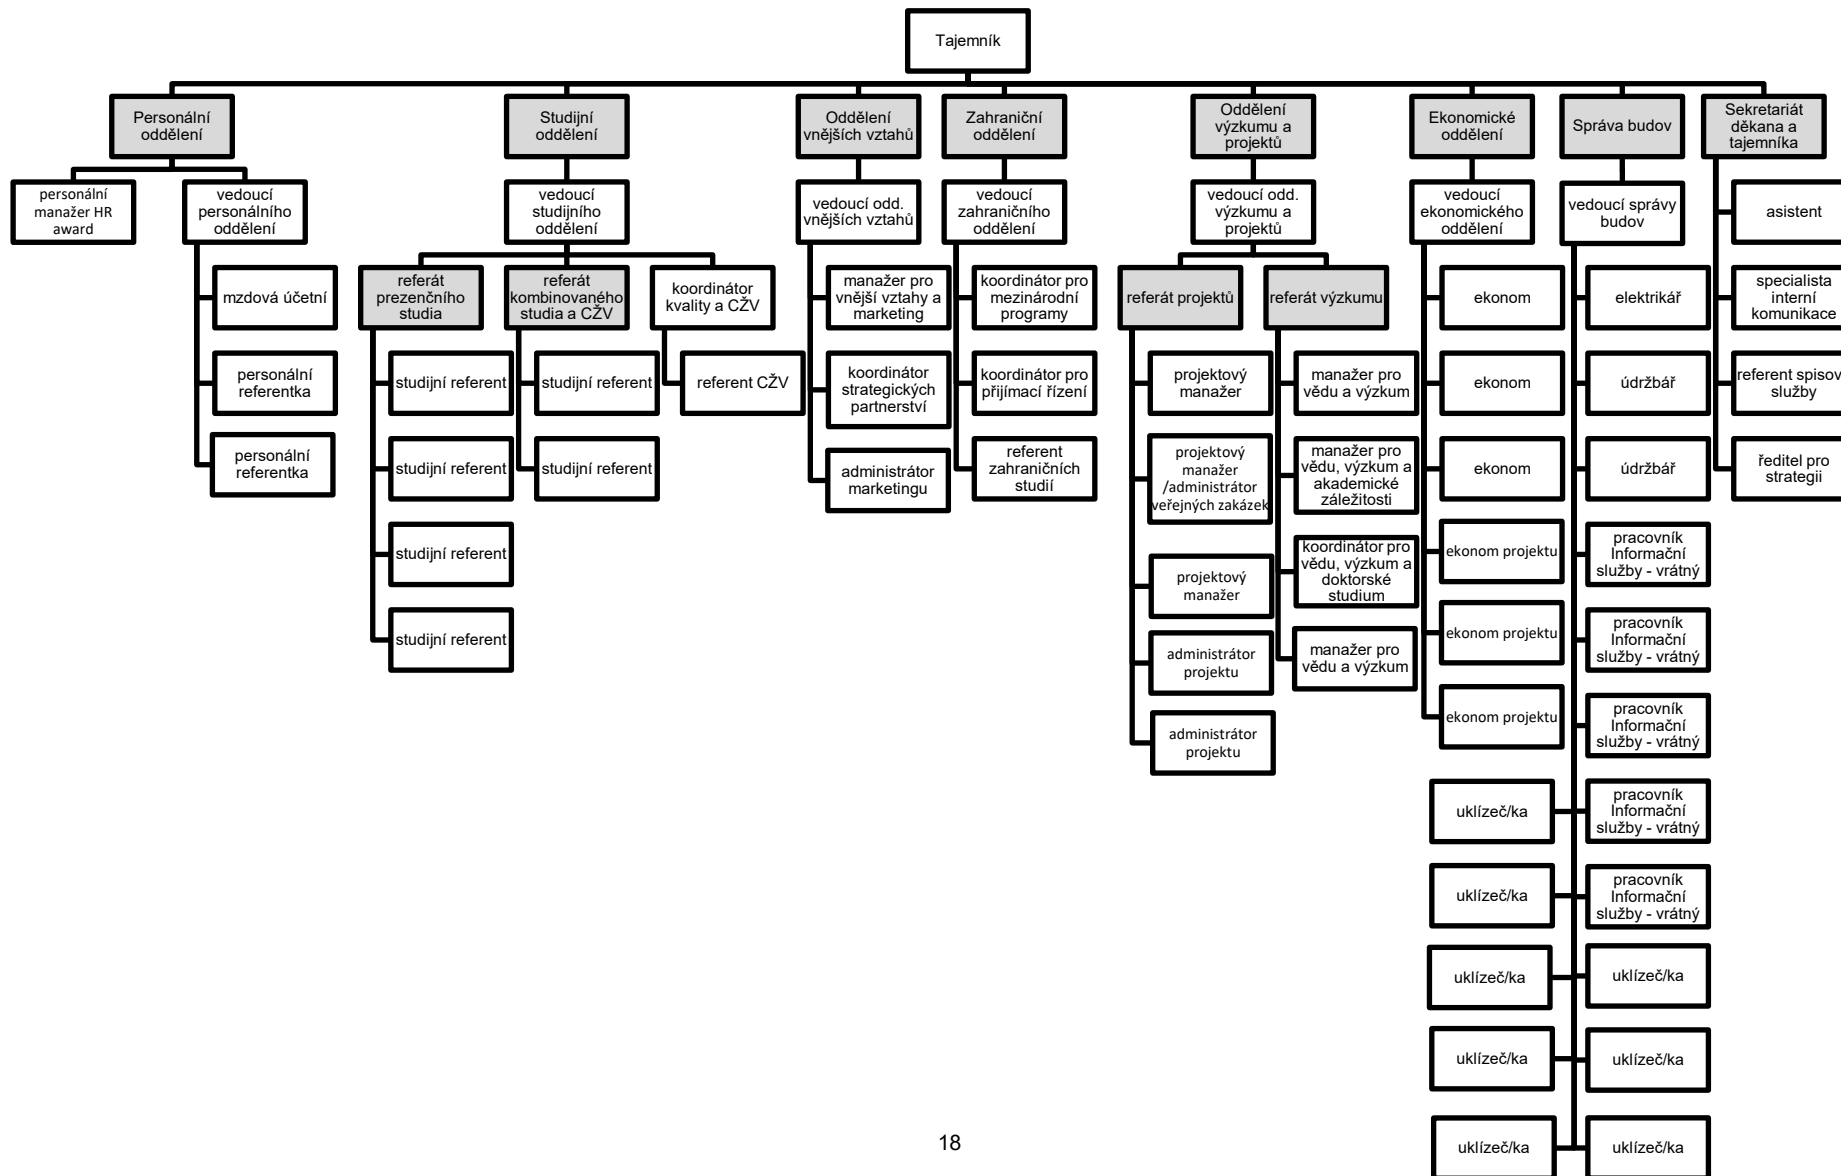 Tajemník
Personální
oddělení
Studijní
oddělení
Oddělení
vnějších vztahů
Zahraniční
oddělení
Oddělení
výzkumu a
projektů
Ekonomické
oddělení
Správa budov
Sekretariát
děkana a
tajemníka
personální
manažer HR
award
vedoucí
personálního
oddělení
vedoucí
studijního
oddělení
vedoucí odd.
vnějších vztahů
vedoucí
zahraničního
oddělení
vedoucí odd.
výzkumu a
projektů
vedoucí
ekonomického
oddělení
vedoucí správy
budov
asistent
mzdová účetní
referát
prezenčního
studia
referát
kombinovaného
studia a CŽV
koordinátor
kvality a CŽV
manažer pro
vnější vztahy a
marketing
koordinátor pro
mezinárodní
programy
referát projektů
referát výzkumu
ekonom
elektrikář
specialista
interní
komunikace
personální
referentka
studijní referent
studijní referent
referent CŽV
koordinátor
strategických
partnerství
koordinátor pro
přijímací řízení
projektový
manažer
manažer pro
vědu a výzkum
ekonom
údržbář
referent spisov
služby
personální
referentka
studijní referent
studijní referent
administrátor
marketingu
referent
zahraničních
studií
projektový
manažer
/administrátor
veřejných zakázek
manažer pro
vědu, výzkum a
akademické
záležitosti
ekonom
údržbář
ředitel pro
strategii
studijní referent
projektový
manažer
koordinátor pro
vědu, výzkum a
doktorské
studium
ekonom projektu
pracovník
Informační
služby - vrátný
studijní referent
administrátor
projektu
manažer pro
vědu a výzkum
ekonom projektu
pracovník
Informační
služby - vrátný
administrátor
projektu
ekonom projektu
pracovník
Informační
služby - vrátný
uklízeč/ka
pracovník
Informační
služby - vrátný
uklízeč/ka
pracovník
Informační
služby - vrátný
uklízeč/ka
uklízeč/ka
uklízeč/ka
uklízeč/ka
uklízeč/ka
uklízeč/ka
18